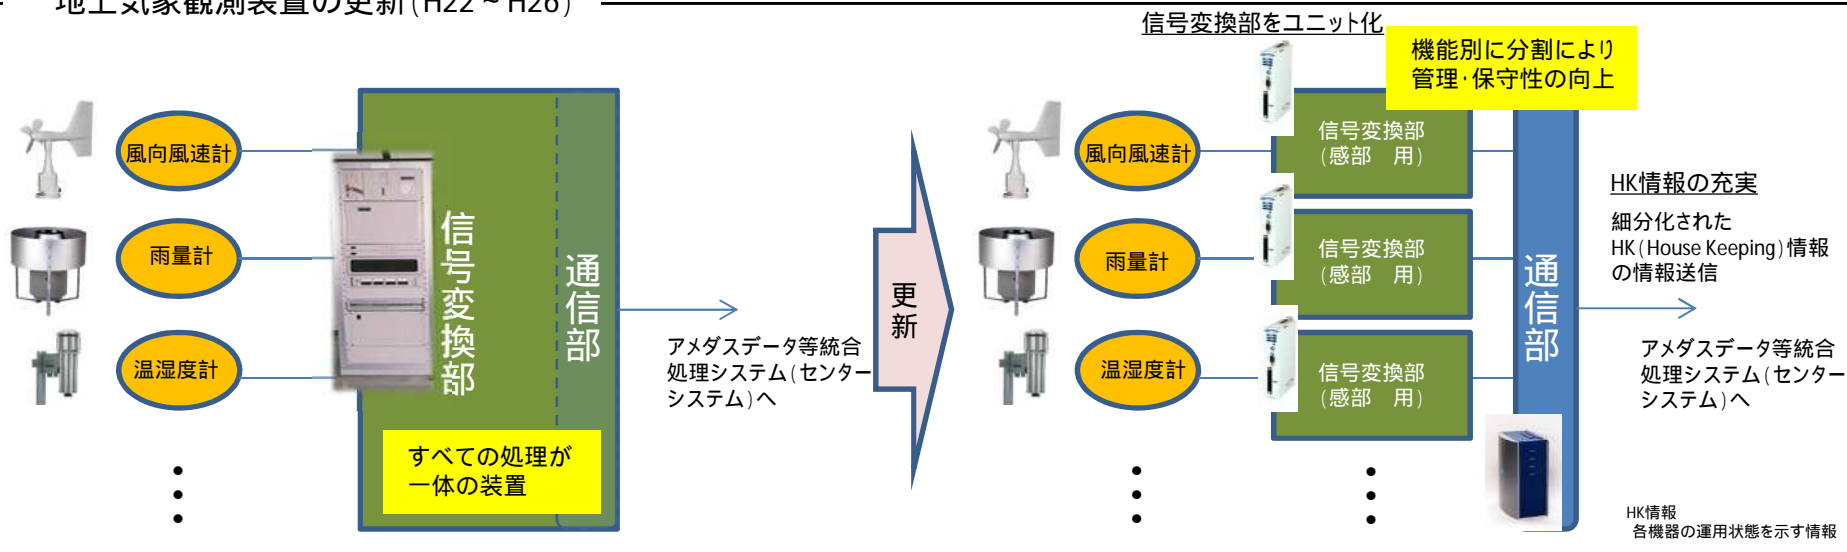 地上気象観測装置の更新(H22~H26)
風向風速計
雨量計
温湿度計
信号変換部
通信部
すべての処理が
一体の装置
アメダスデータ等統合
処理システム(センター
システム)へ
更新
信号変換部をユニット化
機能別に分割により
管理・保守性の向上
風向風速計
雨量計
温湿度計
信号変換部
(感部　用)
信号変換部
(感部　用)
信号変換部
(感部　用)
通信部
HK情報の充実
細分化された
HK(House Keeping)情報
の情報送信
アメダスデータ等統合
処理システム(センター
システム)へ
HK情報
各機器の運用状態を示す情報